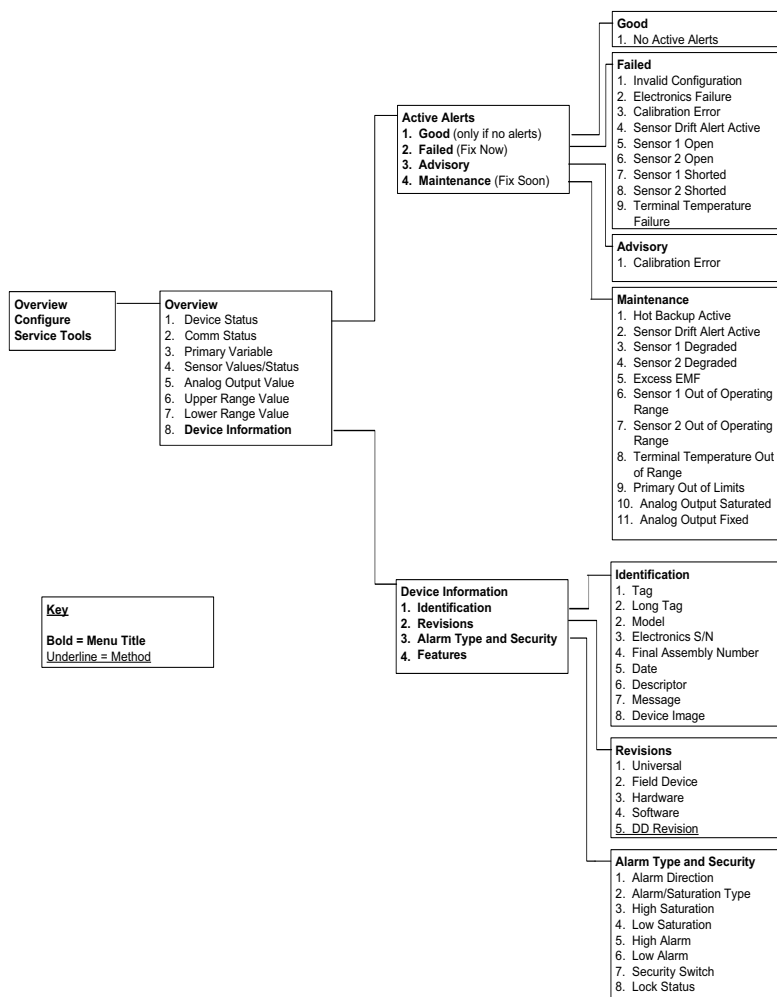 Overview
Configure
Service Tools
Overview
1. Device Status
2. Comm Status
3. Primary Variable
4. Sensor Values/Status
5. Analog Output Value
6. Upper Range Value
7. Lower Range Value
8. Device Information
Active Alerts
1. Good (only if no alerts)
2. Failed (Fix Now)
3. Advisory
4. Maintenance (Fix Soon)
Good
1. No Active Alerts
Failed
1. Invalid Configuration
2. Electronics Failure
3. Calibration Error
4. Sensor Drift Alert Active
5. Sensor 1 Open
6. Sensor 2 Open
7. Sensor 1 Shorted
8. Sensor 2 Shorted
9. Terminal Temperature
Failure
Advisory
1. Calibration Error
Maintenance
1. Hot Backup Active
2. Sensor Drift Alert Active
3. Sensor 1 Degraded
4. Sensor 2 Degraded
5. Excess EMF
6. Sensor 1 Out of Operating
Range
7. Sensor 2 Out of Operating
Range
8. Terminal Temperature Out
of Range
9. Primary Out of Limits
10. Analog Output Saturated
11. Analog Output Fixed
Key
Bold = Menu Title
Underline = Method
Device Information
1. Identification
2. Revisions
3. Alarm Type and Security
4. Features
Identification
1. Tag
2. Long Tag
2. Model
3. Electronics S/N
4. Final Assembly Number
5. Date
6. Descriptor
7. Message
8. Device Image
Revisions
1. Universal
2. Field Device
3. Hardware
4. Software
5. DD Revision
Alarm Type and Security
1. Alarm Direction
2. Alarm/Saturation Type
3. High Saturation
4. Low Saturation
5. High Alarm
6. Low Alarm
7. Security Switch
8. Lock Status